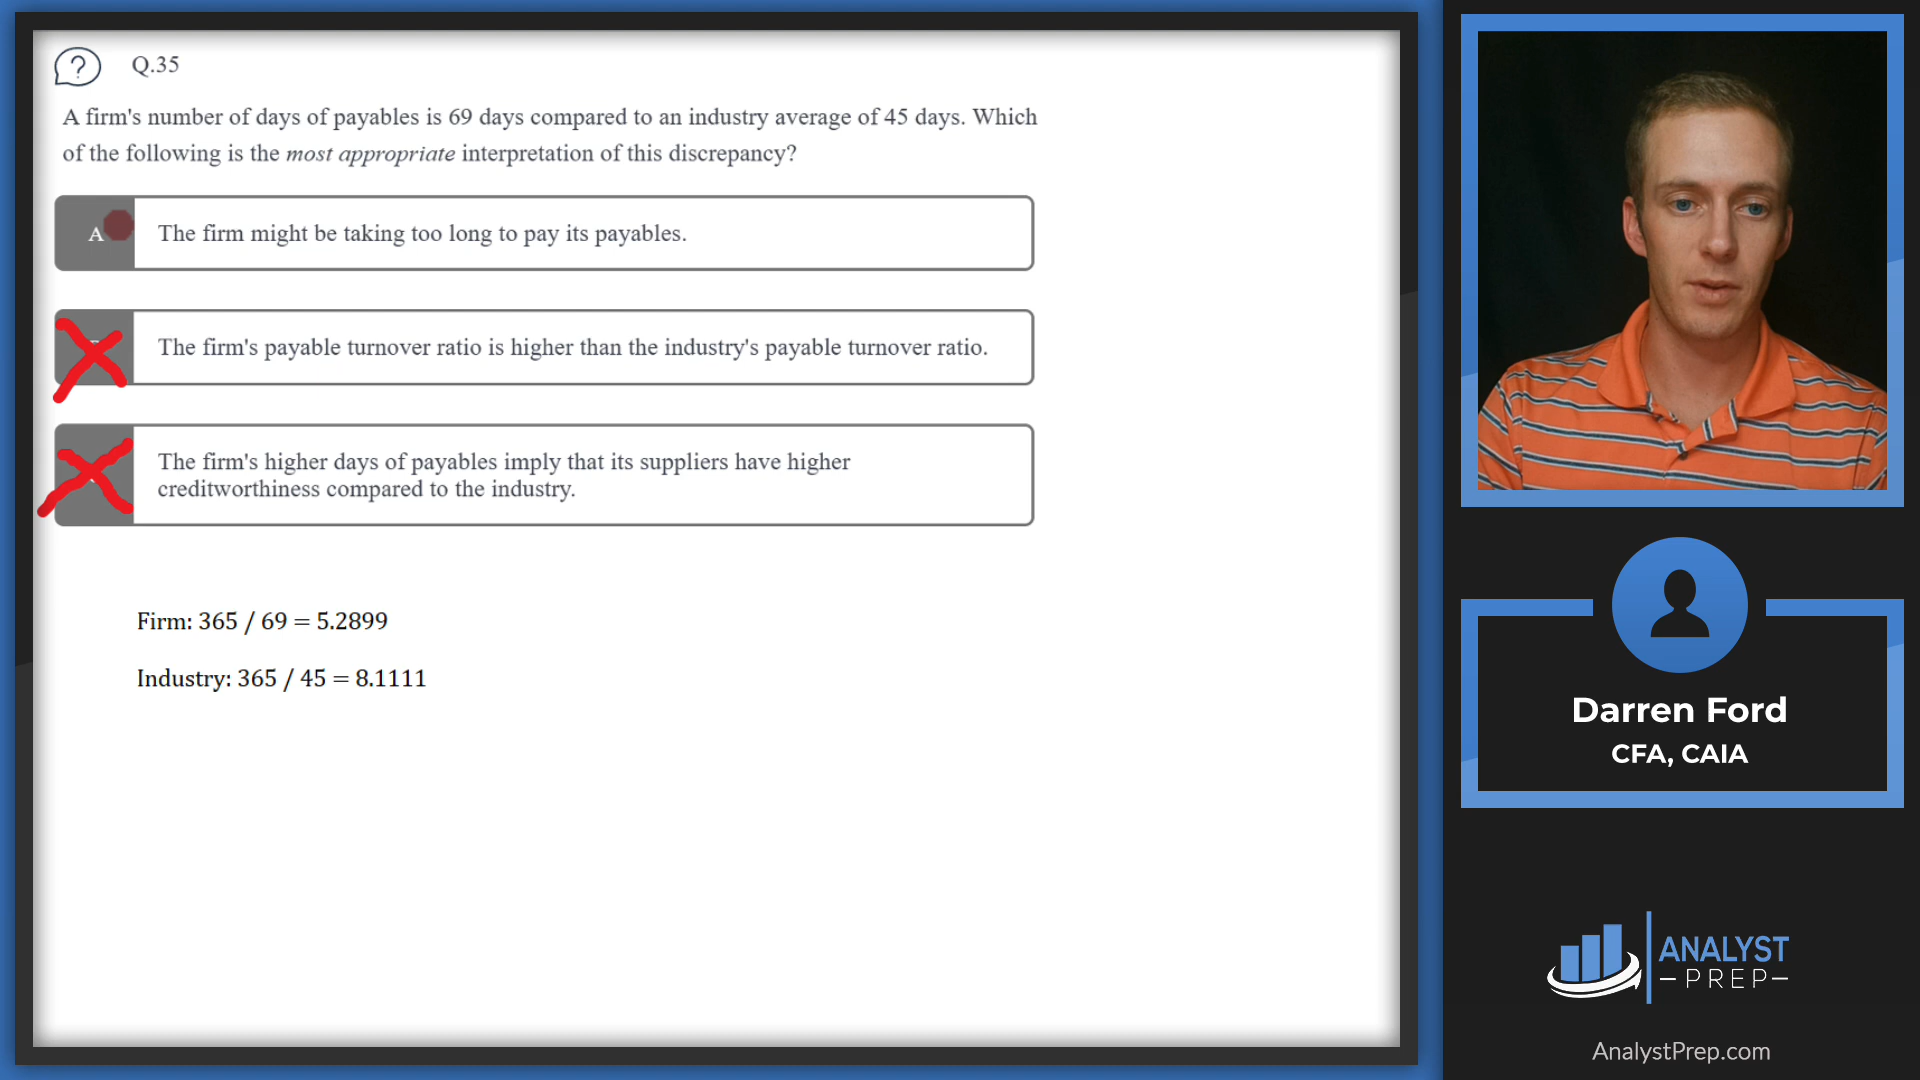 Q.35
A firm's number of days of payables is 69 days compared to an industry average of 45 days. Which
of the following is the most appropriate interpretation of this discrepancy?
A
The firm might be taking too long to pay its payables.
The firm's payable turnover ratio is higher than the industry's payable turnover ratio.
The firm's higher days of payables imply that its suppliers have higher
creditworthiness compared to the industry.
Firm: 365 / 69 = 5.2899
Industry: 365 / 45 = 8.1111
Darren Ford
CFA, CAIA
ANALYST
PREP
AnalystPrep.com